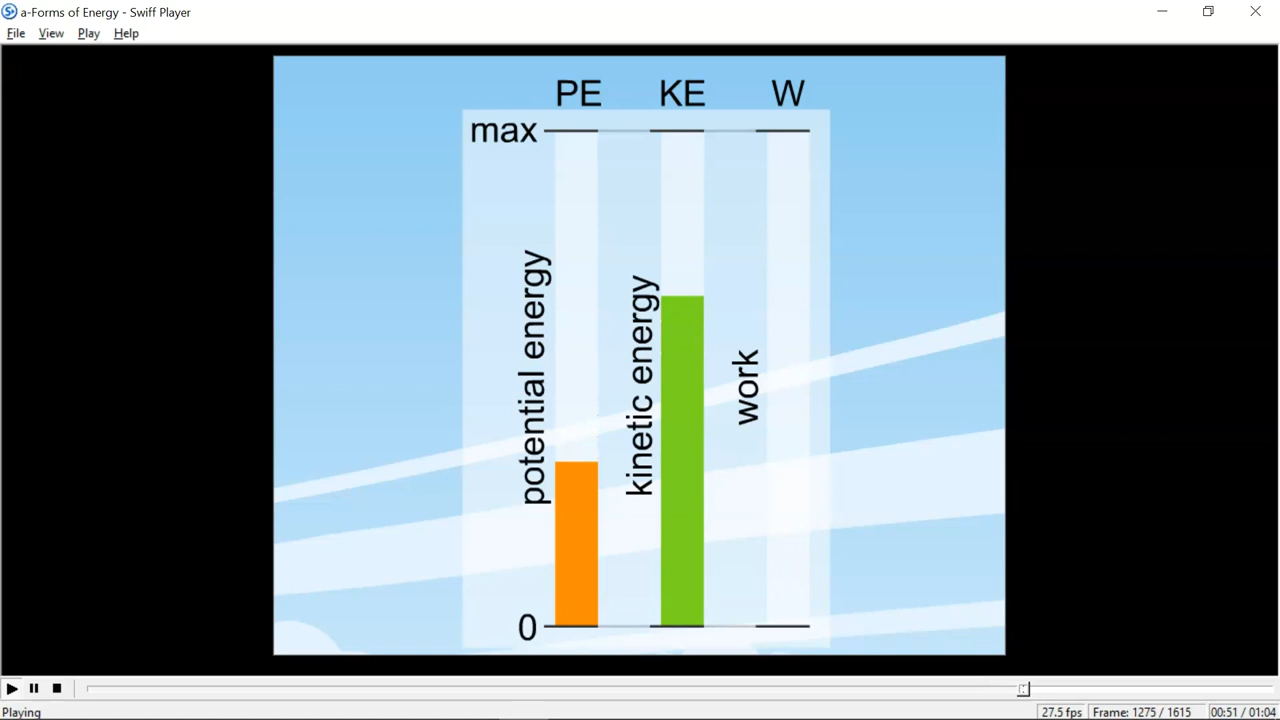 a-Forms of Energy - Swiff Player
File View Play Help
PE KE W
max
potential energy
kinetic energy
work
0
Playing
27.5 fps Frame: 1275 / 1615 00:51 / 01:04